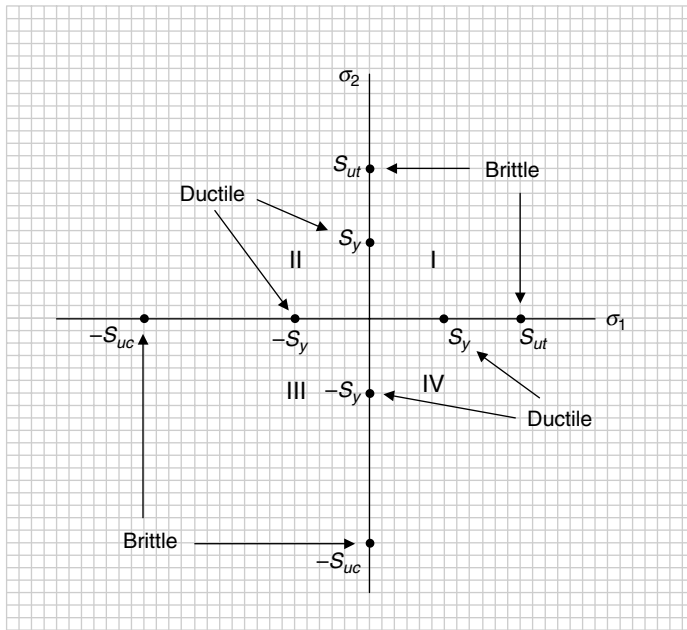 σ2
Sut
Brittle
Ductile
Sy
II
I
−Suc
−Sy
Sy
Sut
σ1
III
−Sy
IV
Ductile
Brittle
−Suc